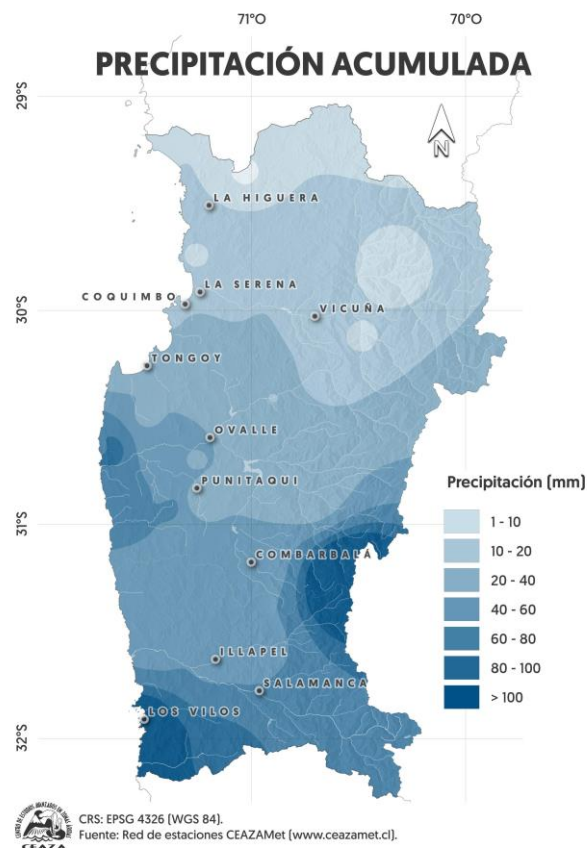 71°O
70°O
PRECIPITACIÓN ACUMULADA
29°S
N
LA HIGUERA
LA SERENA
COQUIMBO
VICUÑA
30°S
TONGOY
OVALLE
PUNITAQUI
Precipitación (mm)
1 - 10
10 - 20
20 - 40
40 - 60
60 - 80
80 - 100
> 100
31°S
COMBARBALÁ
ILLAPEL
SALAMANCA
LOS VILOS
32°S
CRS: EPSG 4326 (WGS 84).
Fuente: Red de estaciones CEAZAMet (www.ceazamet.cl).
CEAZA